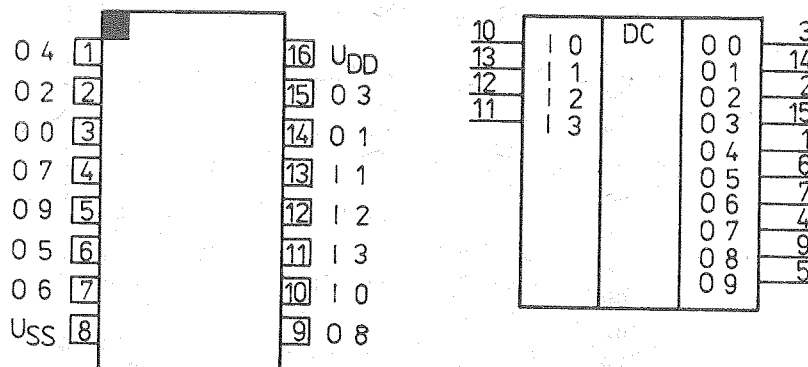 O 4 1 16 UDD
O 2 2 15 O 3
O 0 3 14 O 1
O 7 4 13 I 1
O 9 5 12 I 2
O 5 6 11 I 3
O 6 7 10 I 0
USS 8 9 O 8
DC
10 I 0 O 0 3
13 I 1 O 1 14
12 I 2 O 2 2
11 I 3 O 3 15
O 4 1
O 5 6
O 6 7
O 7 4
O 8 9
O 9 5